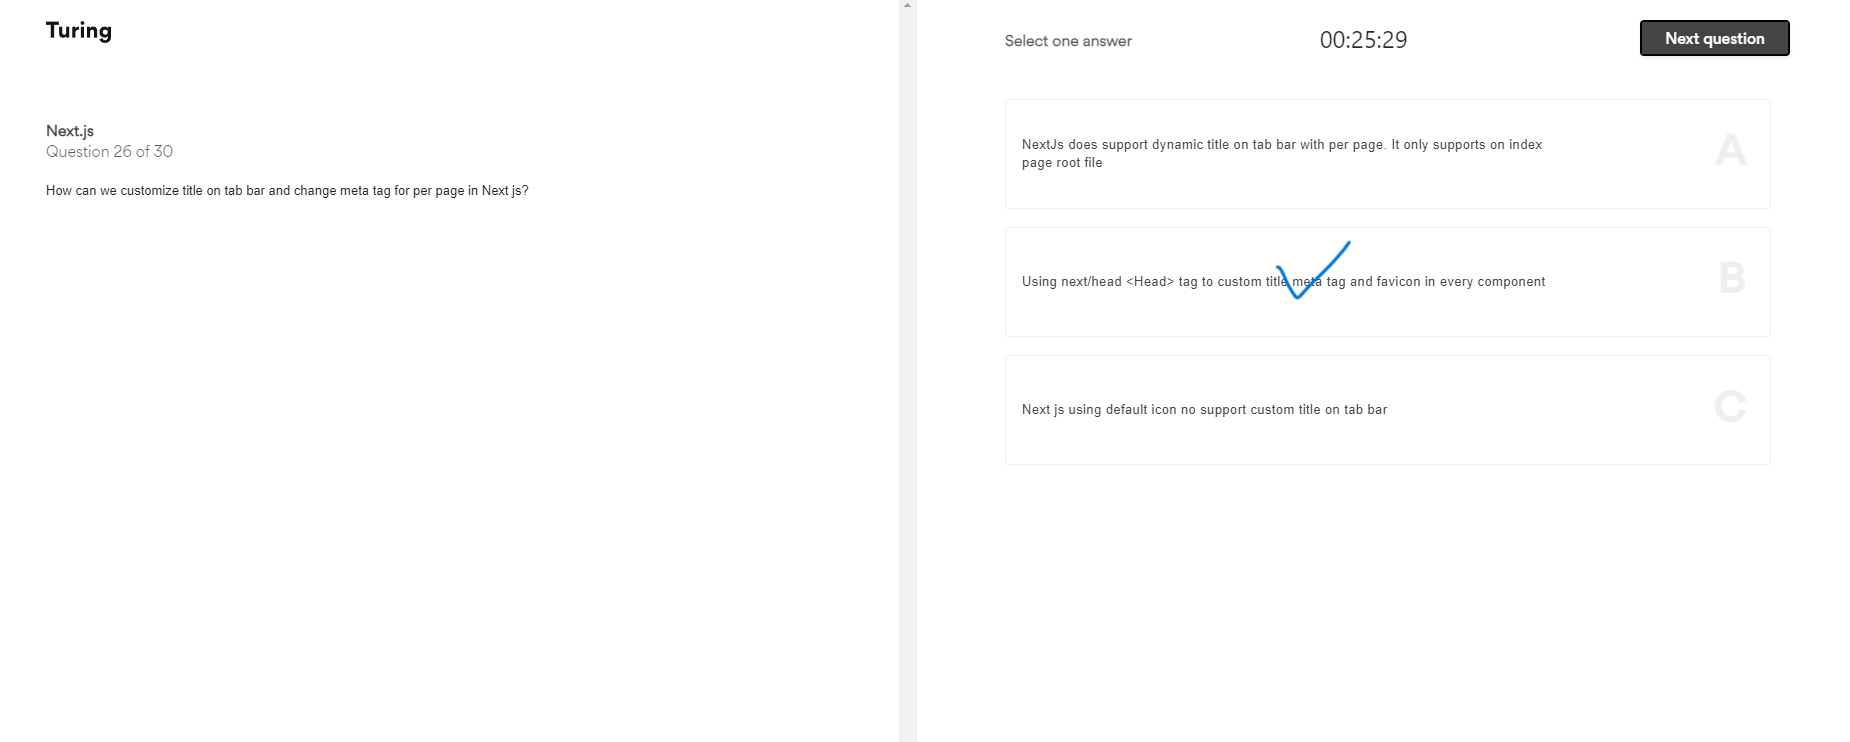 Turing
Next.js
Question 26 of 30
How can we customize title on tab bar and change meta tag for per page in Next js?
Select one answer
00:25:29
Next question
NextJs does support dynamic title on tab bar with per page. It only supports on index
page root file
A
Using next/head <Head> tag to custom title meta tag and favicon in every component
B
Next js using default icon no support custom title on tab bar
C